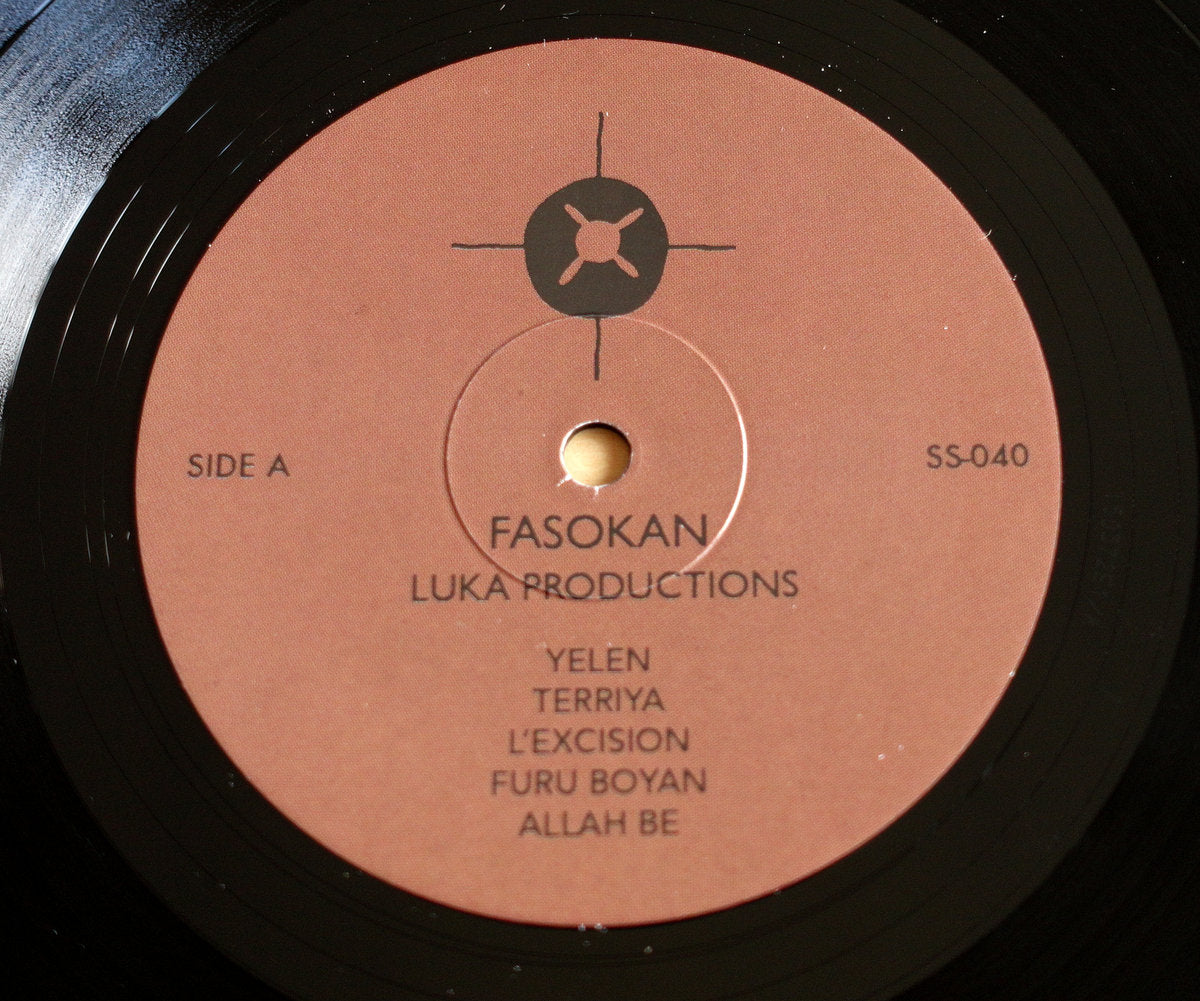 SIDE A
SS-040
FASOKAN
LUKA PRODUCTIONS
YELEN
TERRIYA
L'EXCISION
FURU BOYAN
ALLAH BE